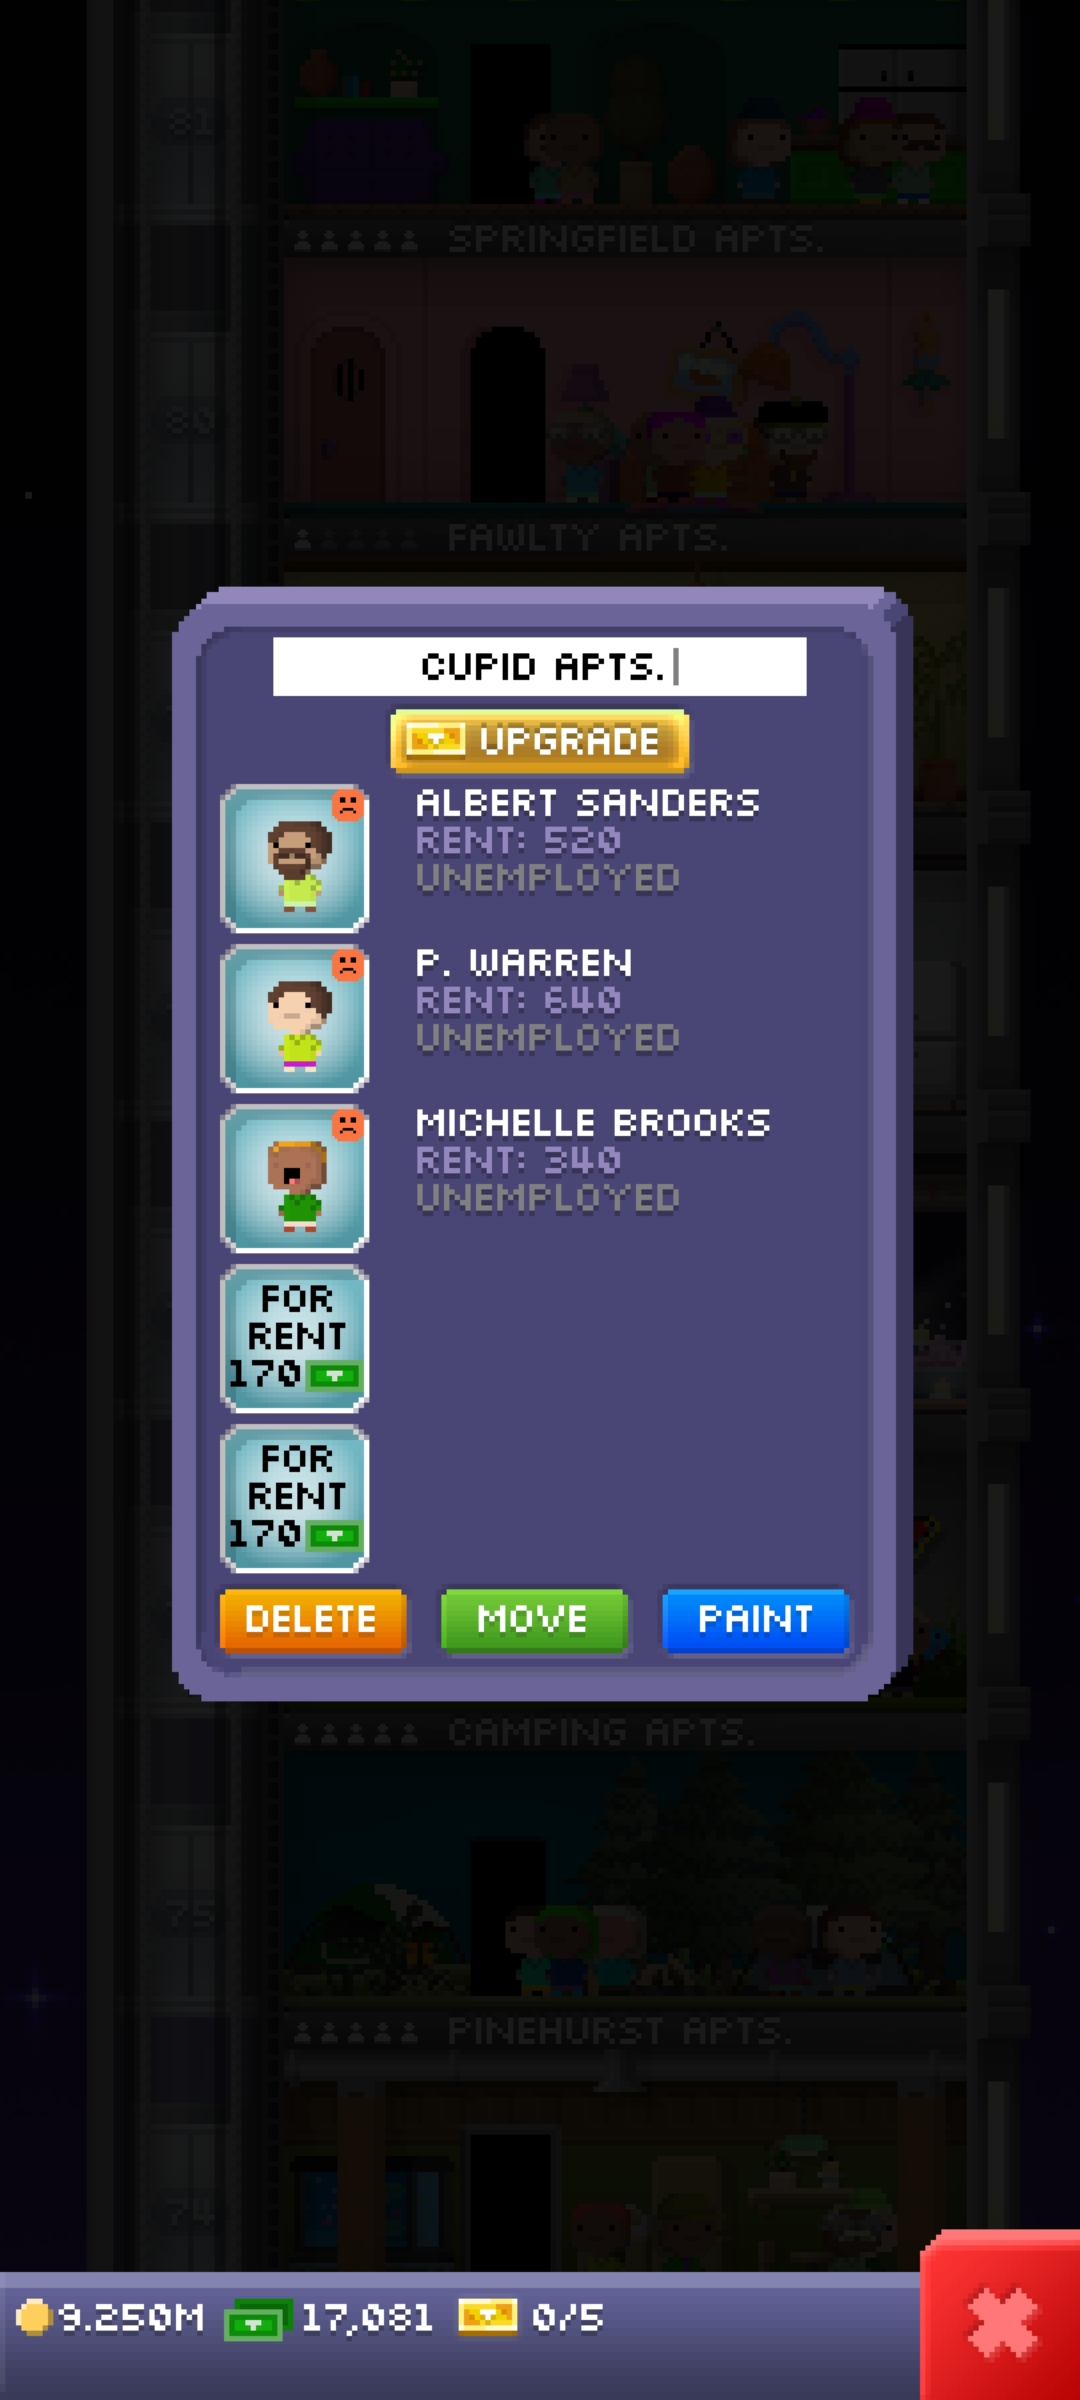 81
SPRINGFIELD APTS.
80
FAWLTY APTS.
CUPID APTS.
UPGRADE
ALBERT SANDERS
RENT: 520
UNEMPLOYED
P. WARREN
RENT: 640
UNEMPLOYED
MICHELLE BROOKS
RENT: 340
UNEMPLOYED
FOR
RENT
170
FOR
RENT
170
DELETE MOVE PAINT
CAMPING APTS.
75
PINEHURST APTS.
74
9.250M 17,081 0/5